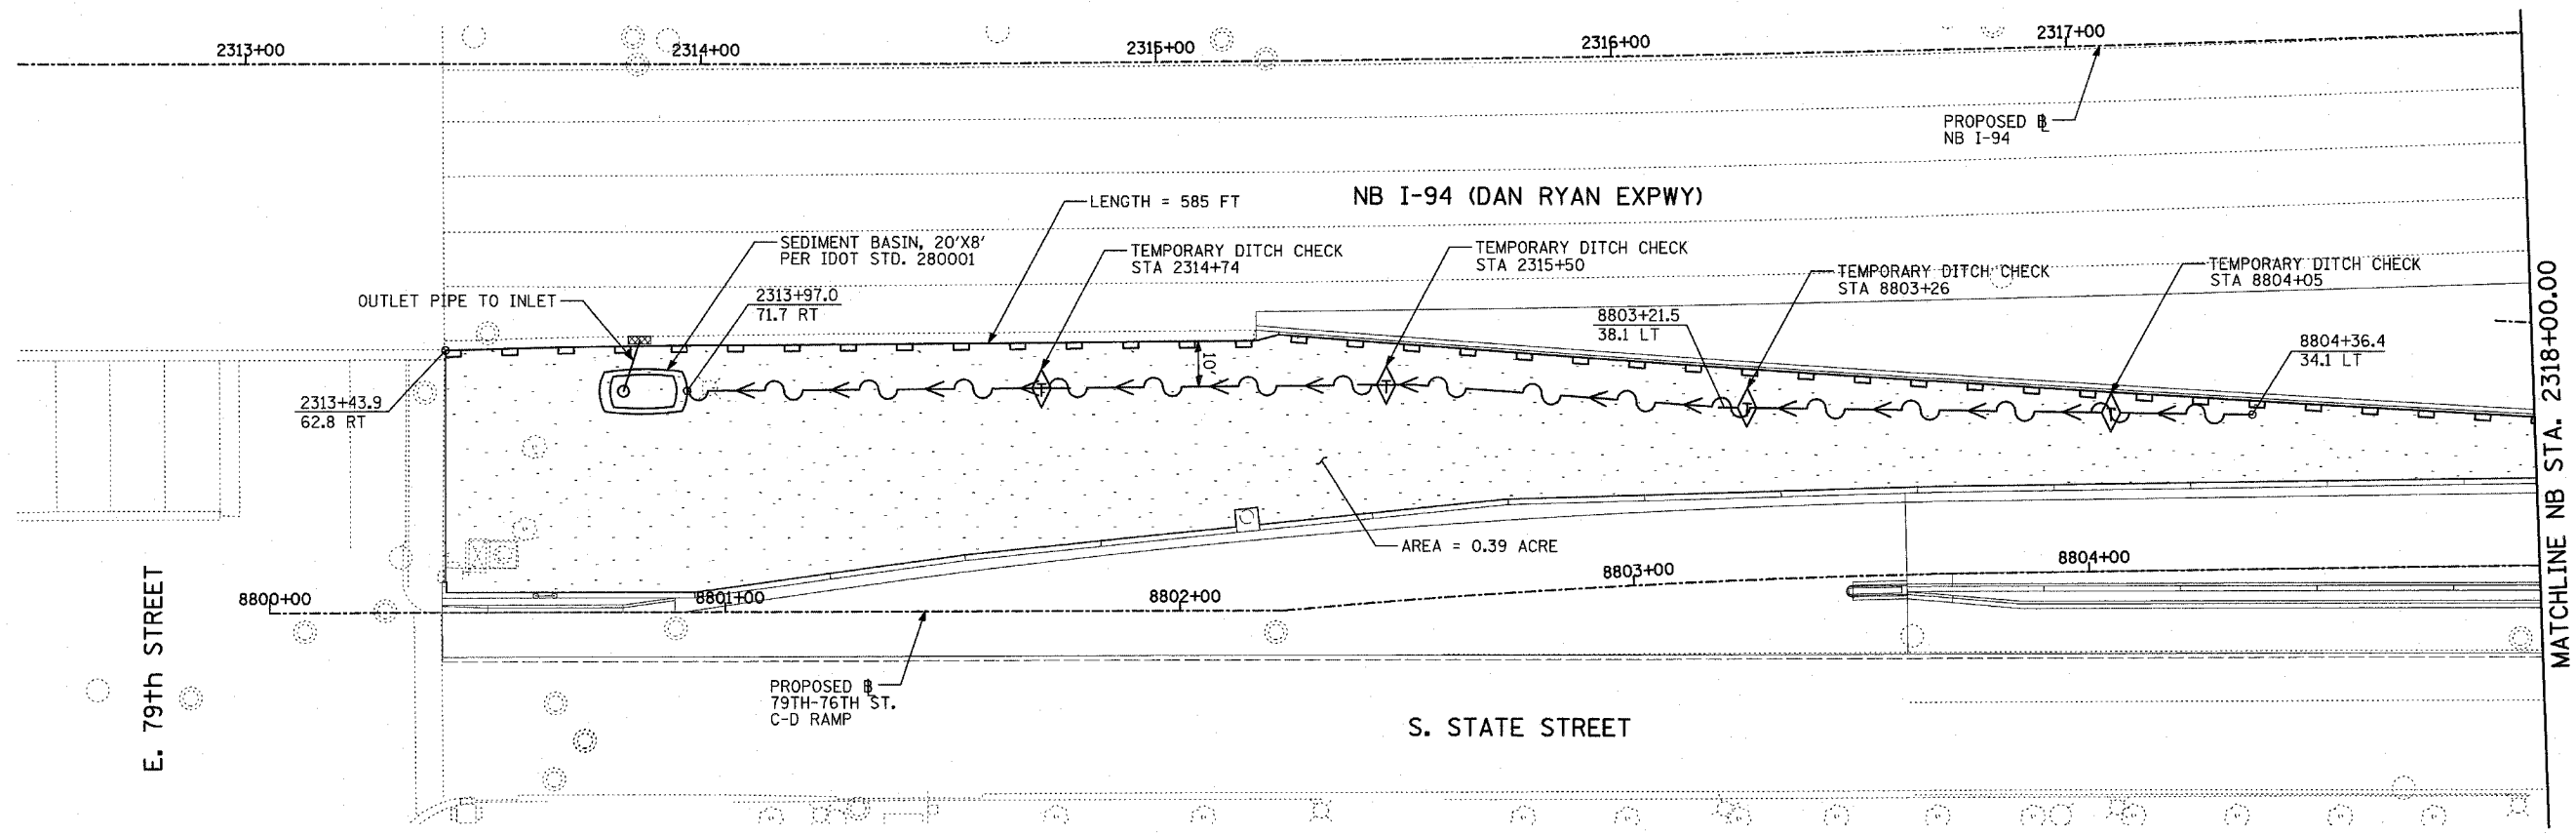 2313+00
2314+00
2315+00
2316+00
2317+00
PROPOSED ℄
NB I-94
NB I-94 (DAN RYAN EXPWY)
LENGTH = 585 FT
SEDIMENT BASIN, 20'X8'
PER IDOT STD. 280001
TEMPORARY DITCH CHECK
STA 2314+74
TEMPORARY DITCH CHECK
STA 2315+50
TEMPORARY DITCH CHECK
STA 8803+26
TEMPORARY DITCH CHECK
STA 8804+05
OUTLET PIPE TO INLET
2313+97.0
71.7 RT
8803+21.5
38.1 LT
8804+36.4
34.1 LT
10'
2313+43.9
62.8 RT
T
T
T
T
AREA = 0.39 ACRE
8800+00
8801+00
8802+00
8803+00
8804+00
PROPOSED ℄
79TH-76TH ST.
C-D RAMP
E. 79th STREET
S. STATE STREET
MATCHLINE NB STA. 2318+00.00